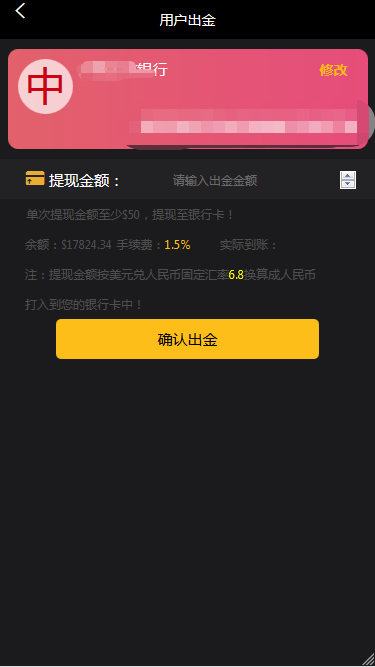 用户出金
中
银行
修改
提现金额：
请输入出金金额
单次提现金额至少$50，提现至银行卡！
余额：$17824.34 手续费：1.5% 实际到账：
注：提现金额按美元兑人民币固定汇率6.8换算成人民币
打入到您的银行卡中！
确认出金